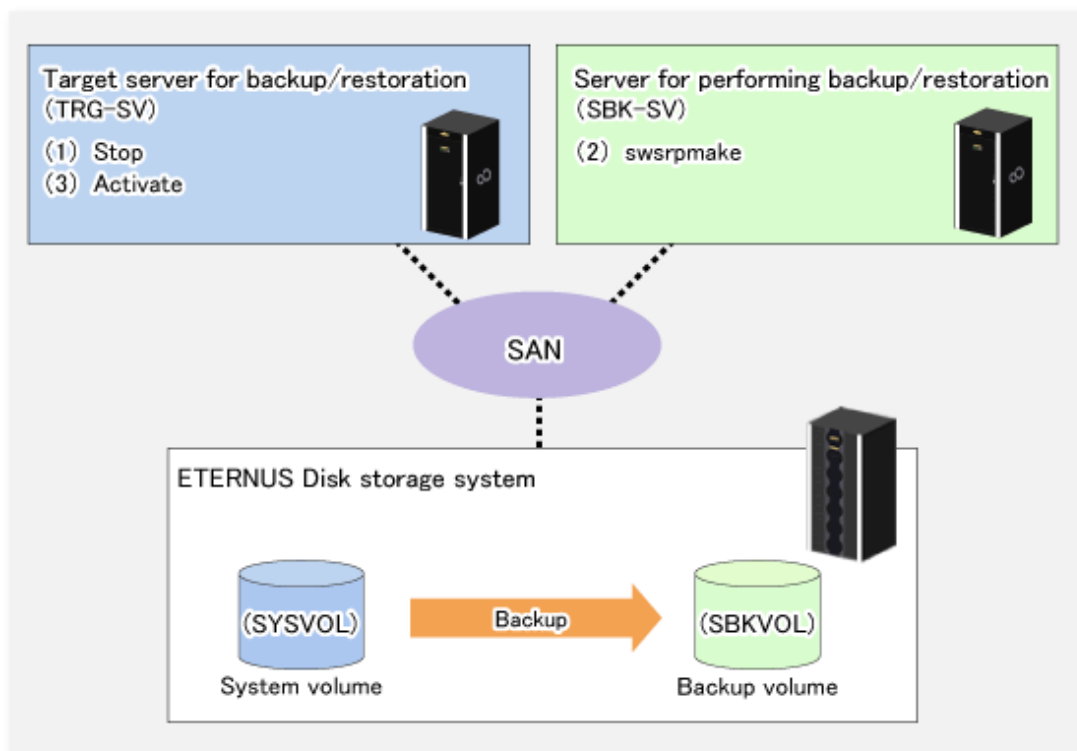 Target server for backup/restoration
(TRG-SV)
(1) Stop
(3) Activate
Server for performing backup/restoration
(SBK-SV)
(2) swsrpmake
SAN
ETERNUS Disk storage system
(SYSVOL)
System volume
Backup
(SBKVOL)
Backup volume